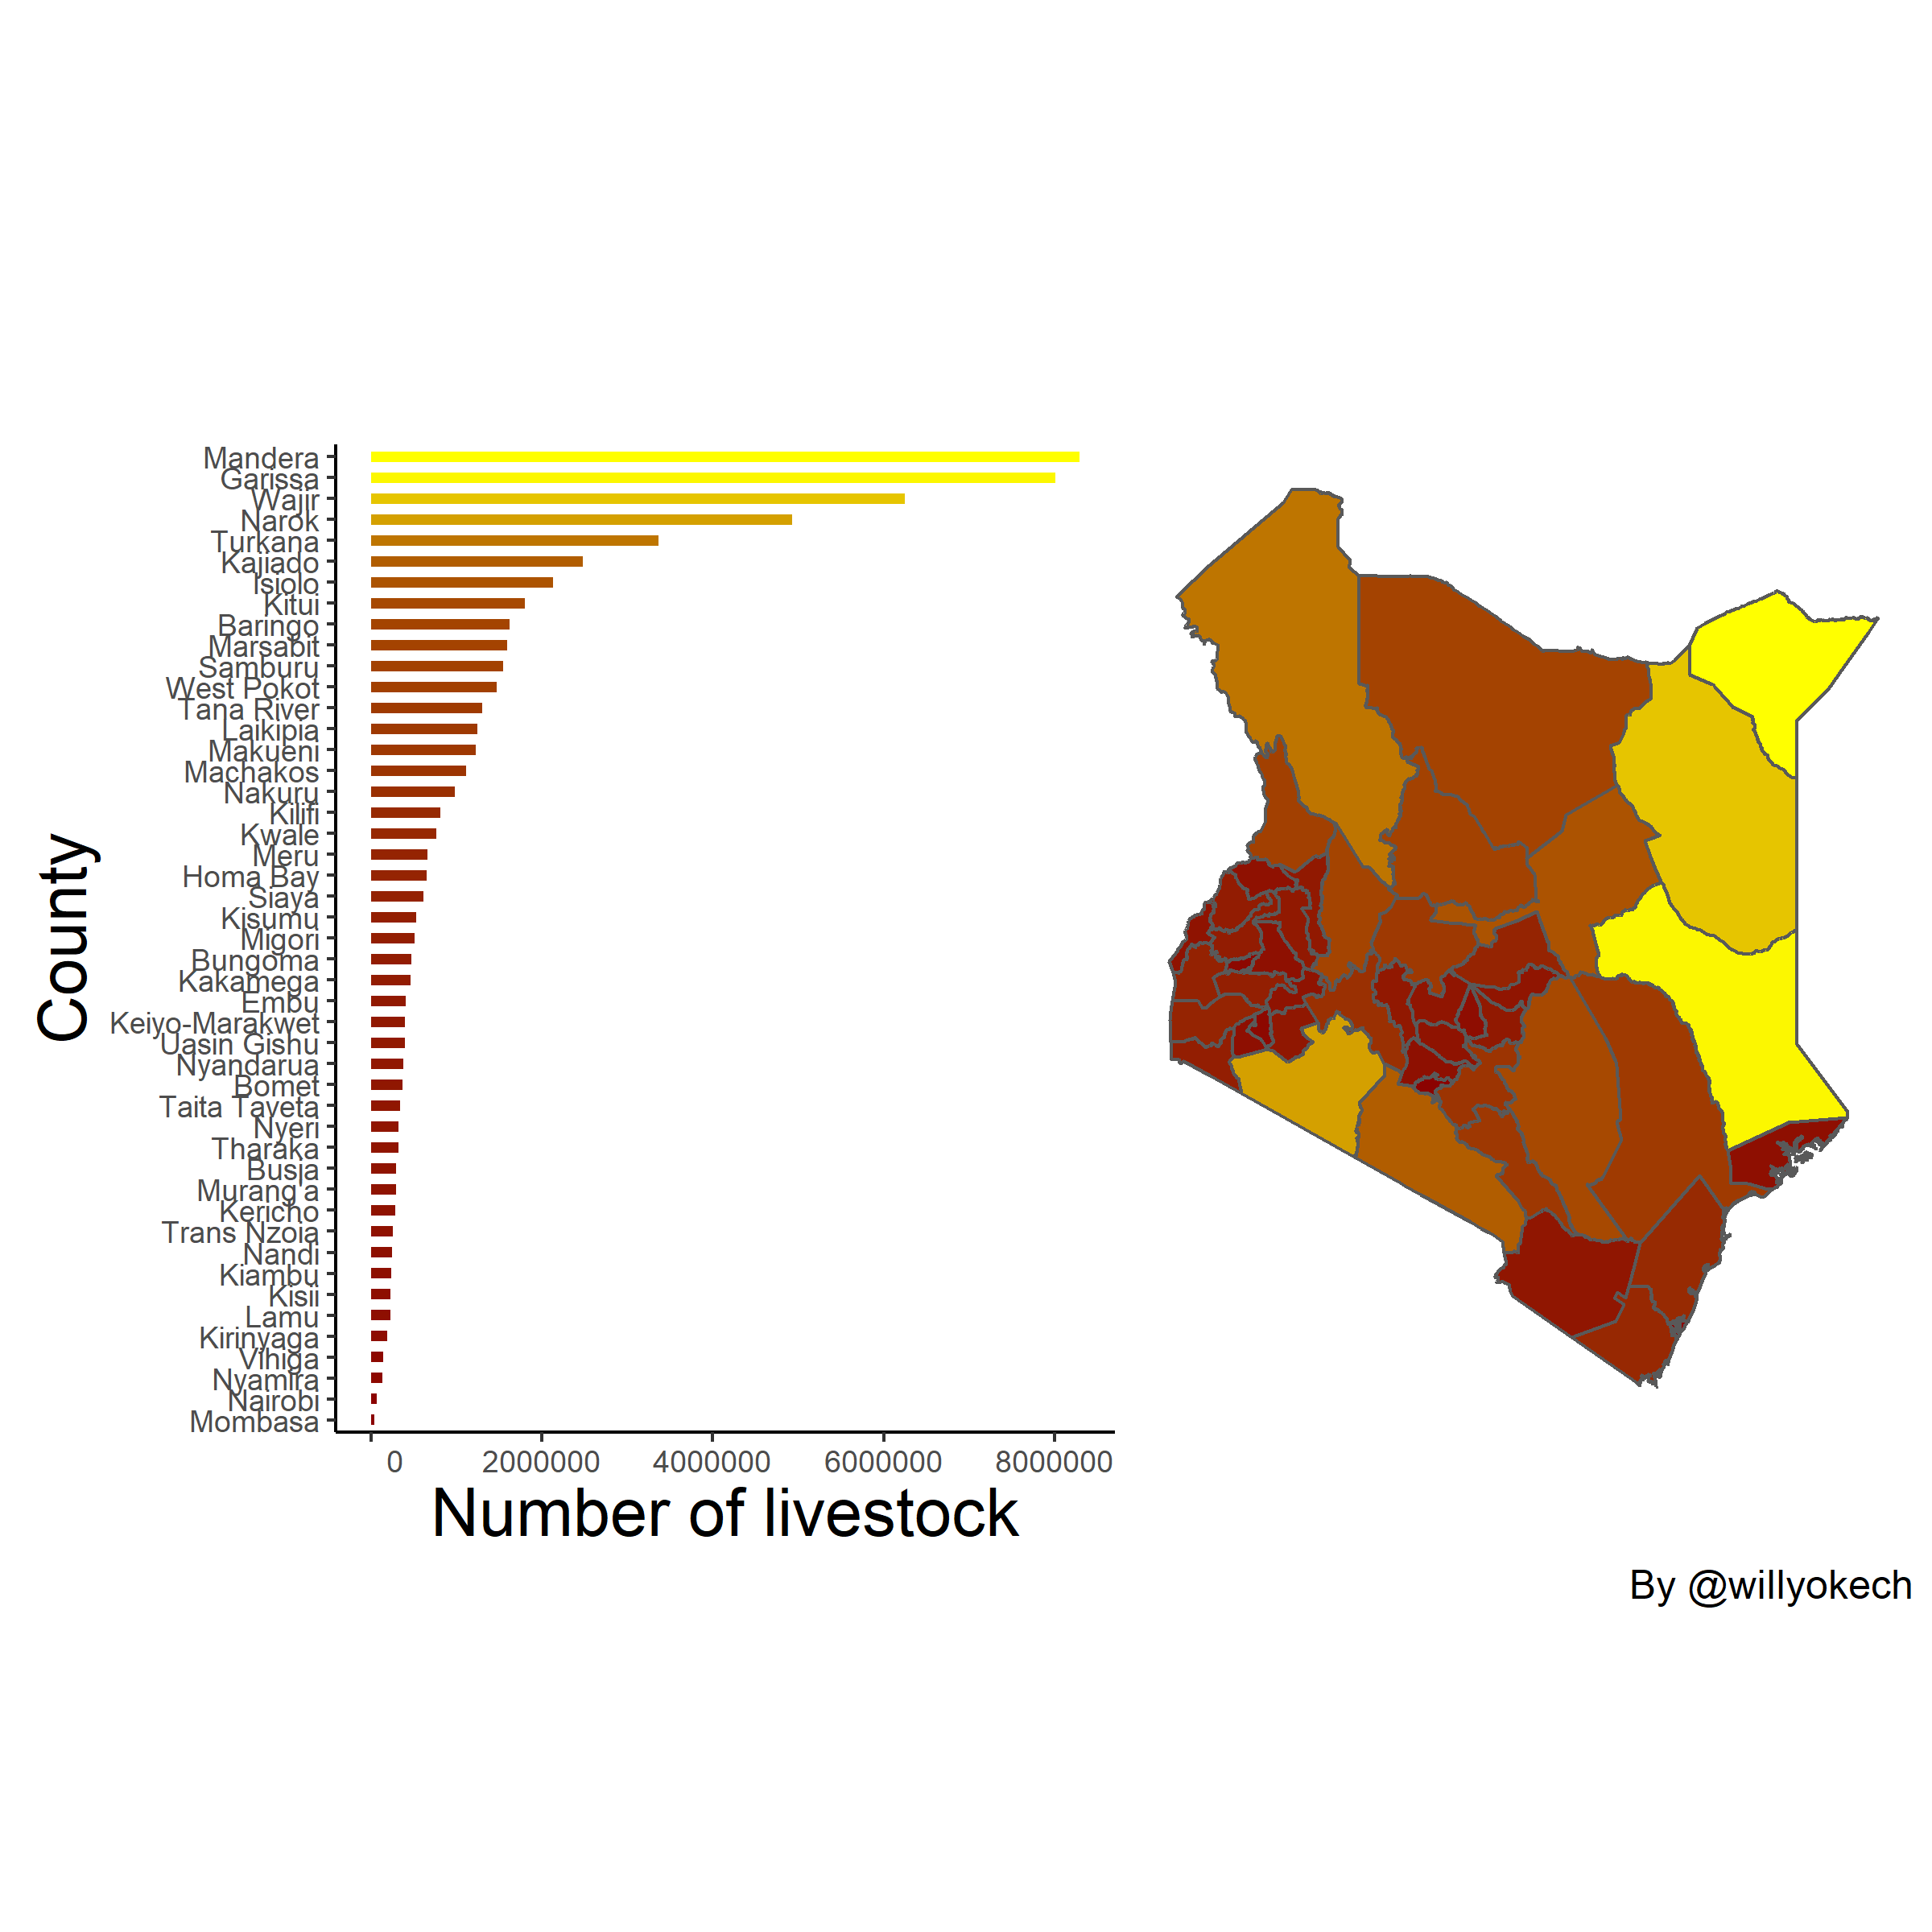 County
Mandera
Garissa
Wajir
Narok
Turkana
Kajiado
Isiolo
Kitui
Baringo
Marsabit
Samburu
West Pokot
Tana River
Laikipia
Makueni
Machakos
Nakuru
Kilifi
Kwale
Meru
Homa Bay
Siaya
Kisumu
Migori
Bungoma
Kakamega
Embu
Keiyo-Marakwet
Uasin Gishu
Nyandarua
Bomet
Taita Taveta
Nyeri
Tharaka
Busia
Murang'a
Kericho
Trans Nzoia
Nandi
Kiambu
Kisii
Lamu
Kirinyaga
Vihiga
Nyamira
Nairobi
Mombasa
0 2000000 4000000 6000000 8000000
Number of livestock
By @willyokech